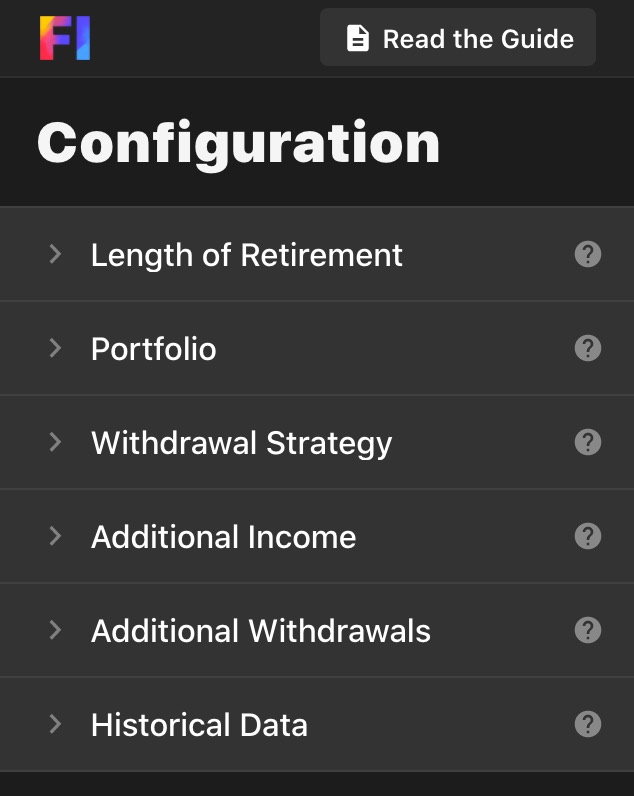 FI
Read the Guide
Configuration
Length of Retirement
?
Portfolio
?
Withdrawal Strategy
?
Additional Income
?
Additional Withdrawals
?
Historical Data
?